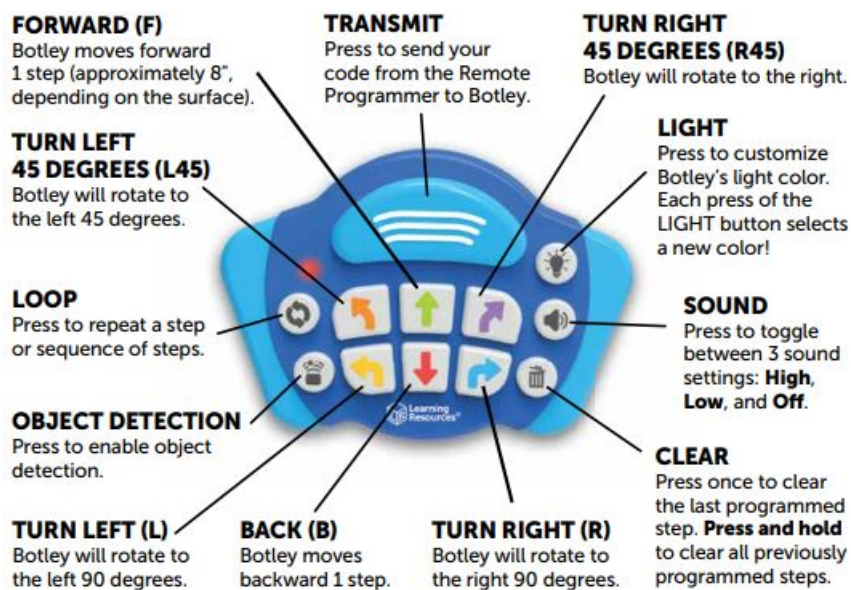 FORWARD (F)
Botley moves forward
1 step (approximately 8",
depending on the surface).
TRANSMIT
Press to send your
code from the Remote
Programmer to Botley.
TURN RIGHT
45 DEGREES (R45)
Botley will rotate to the right.
TURN LEFT
45 DEGREES (L45)
Botley will rotate to
the left 45 degrees.
LIGHT
Press to customize
Botley's light color.
Each press of the
LIGHT button selects
a new color!
LOOP
Press to repeat a step
or sequence of steps.
SOUND
Press to toggle
between 3 sound
settings: High,
Low, and Off.
OBJECT DETECTION
Press to enable object
detection.
Learning
Resources®
CLEAR
Press once to clear
the last programmed
step. Press and hold
to clear all previously
programmed steps.
TURN LEFT (L)
Botley will rotate to
the left 90 degrees.
BACK (B)
Botley moves
backward 1 step.
TURN RIGHT (R)
Botley will rotate to
the right 90 degrees.